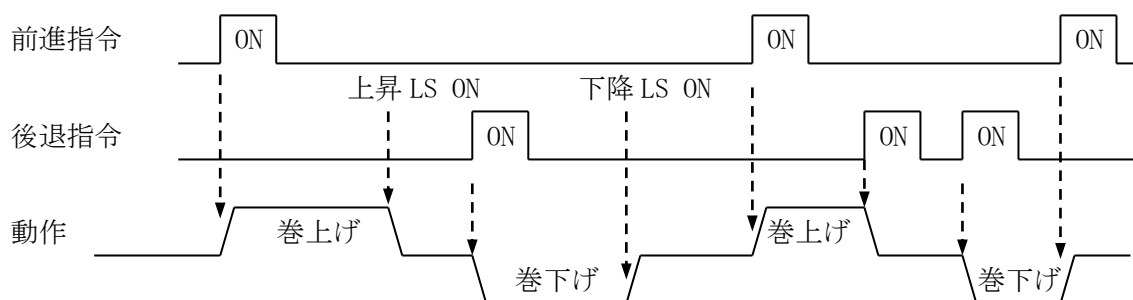 前進指令 ON ON ON
上昇 LS ON 下降 LS ON
後退指令 ON ON ON
動作 巻上げ 巻上げ
巻下げ 巻下げ